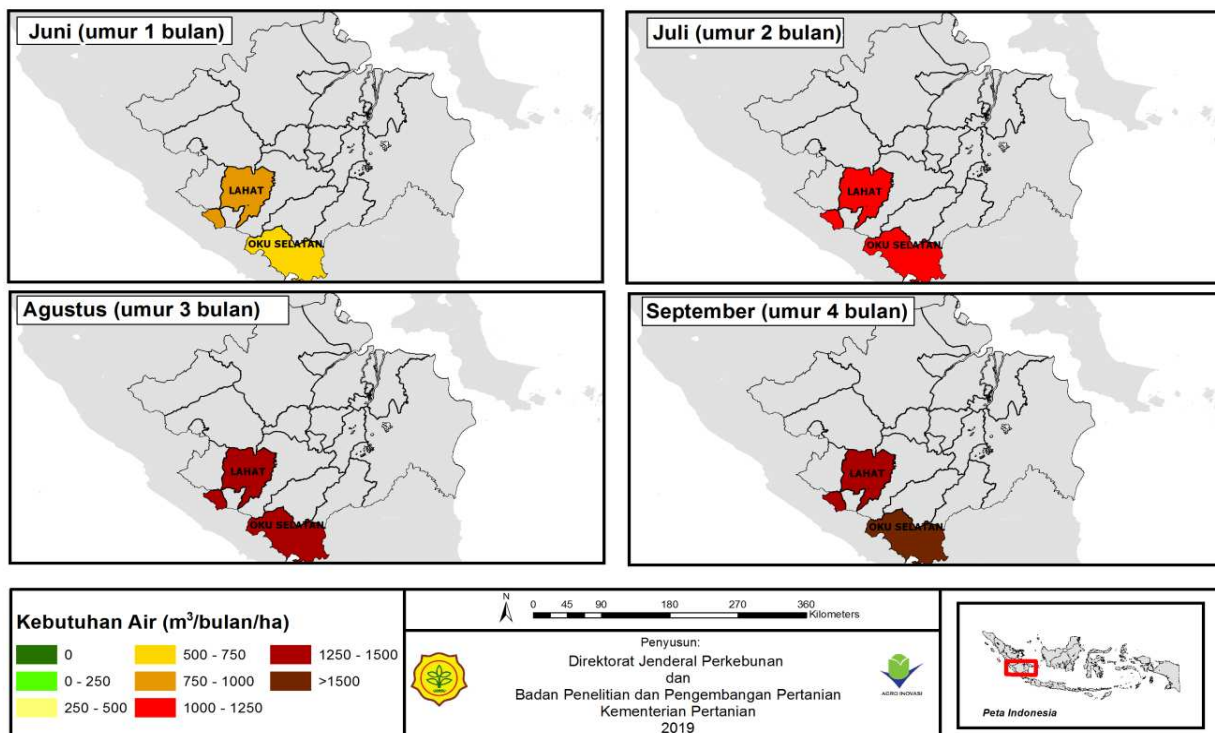 Juni (umur 1 bulan)
LAHAT
OKU SELATAN
Juli (umur 2 bulan)
LAHAT
OKU SELATAN
Agustus (umur 3 bulan)
LAHAT
OKU SELATAN
September (umur 4 bulan)
LAHAT
OKU SELATAN
Kebutuhan Air (m³/bulan/ha)
0
0 - 250
250 - 500
500 - 750
750 - 1000
1000 - 1250
1250 - 1500
>1500
N
0 45 90 180 270 360
Kilometers
Penyusun:
Direktorat Jenderal Perkebunan
dan
Badan Penelitian dan Pengembangan Pertanian
Kementerian Pertanian
2019
AGRO INOVASI
Peta Indonesia